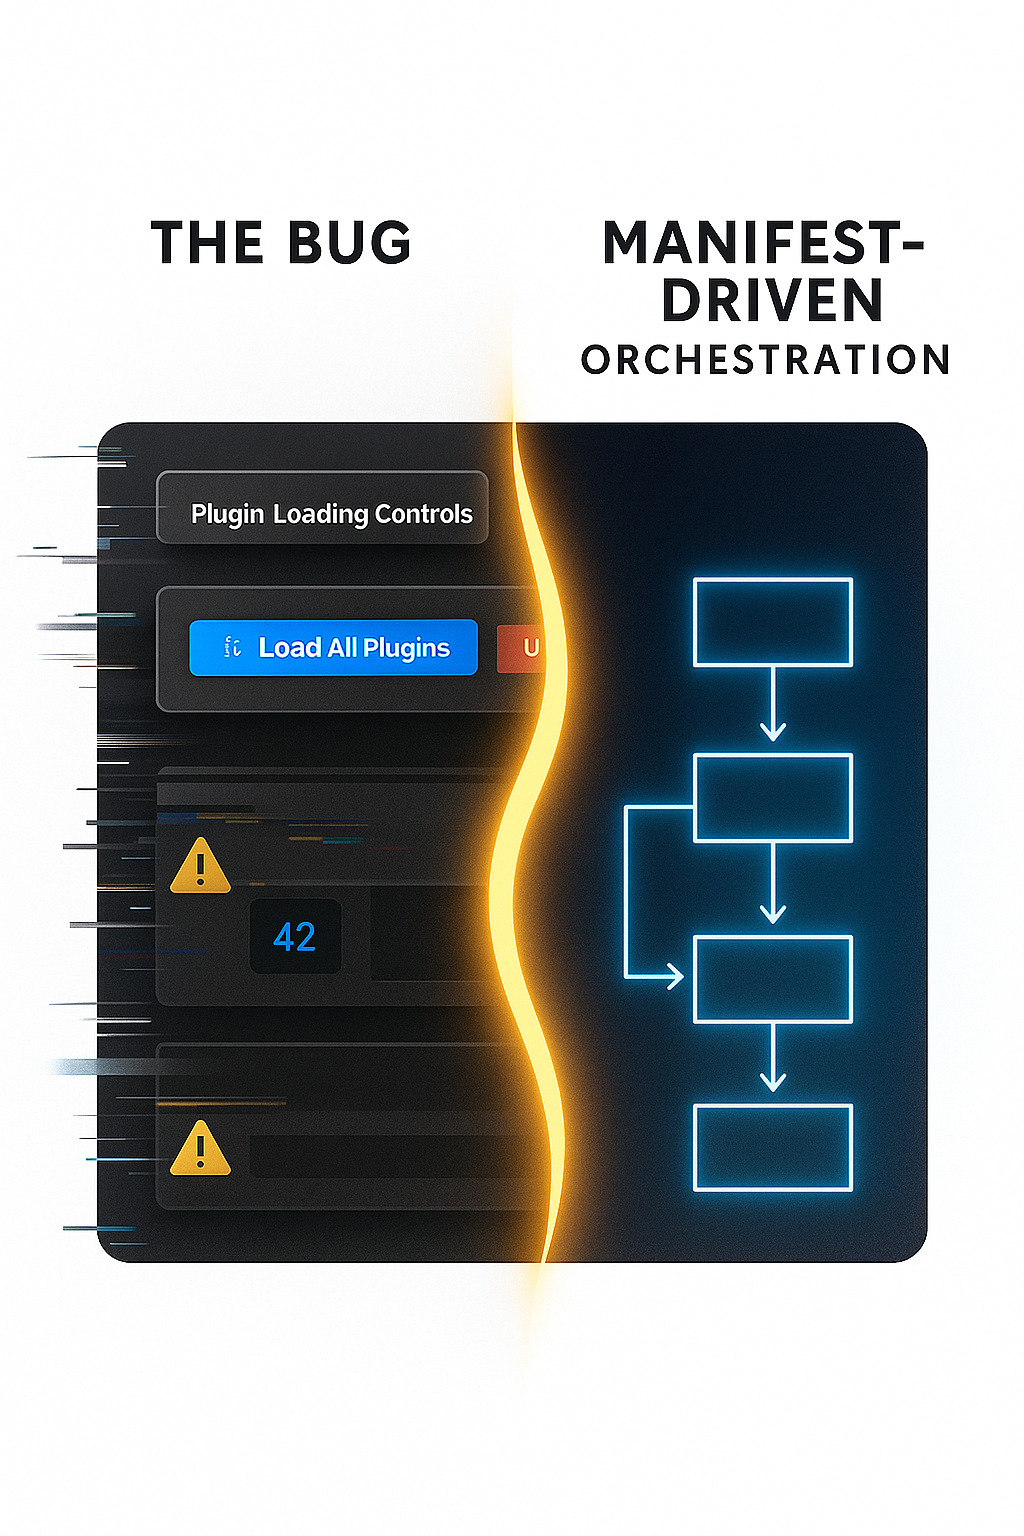 THE BUG
MANIFEST-
DRIVEN
ORCHESTRATION
Plugin Loading Controls
Load All Plugins
U
42